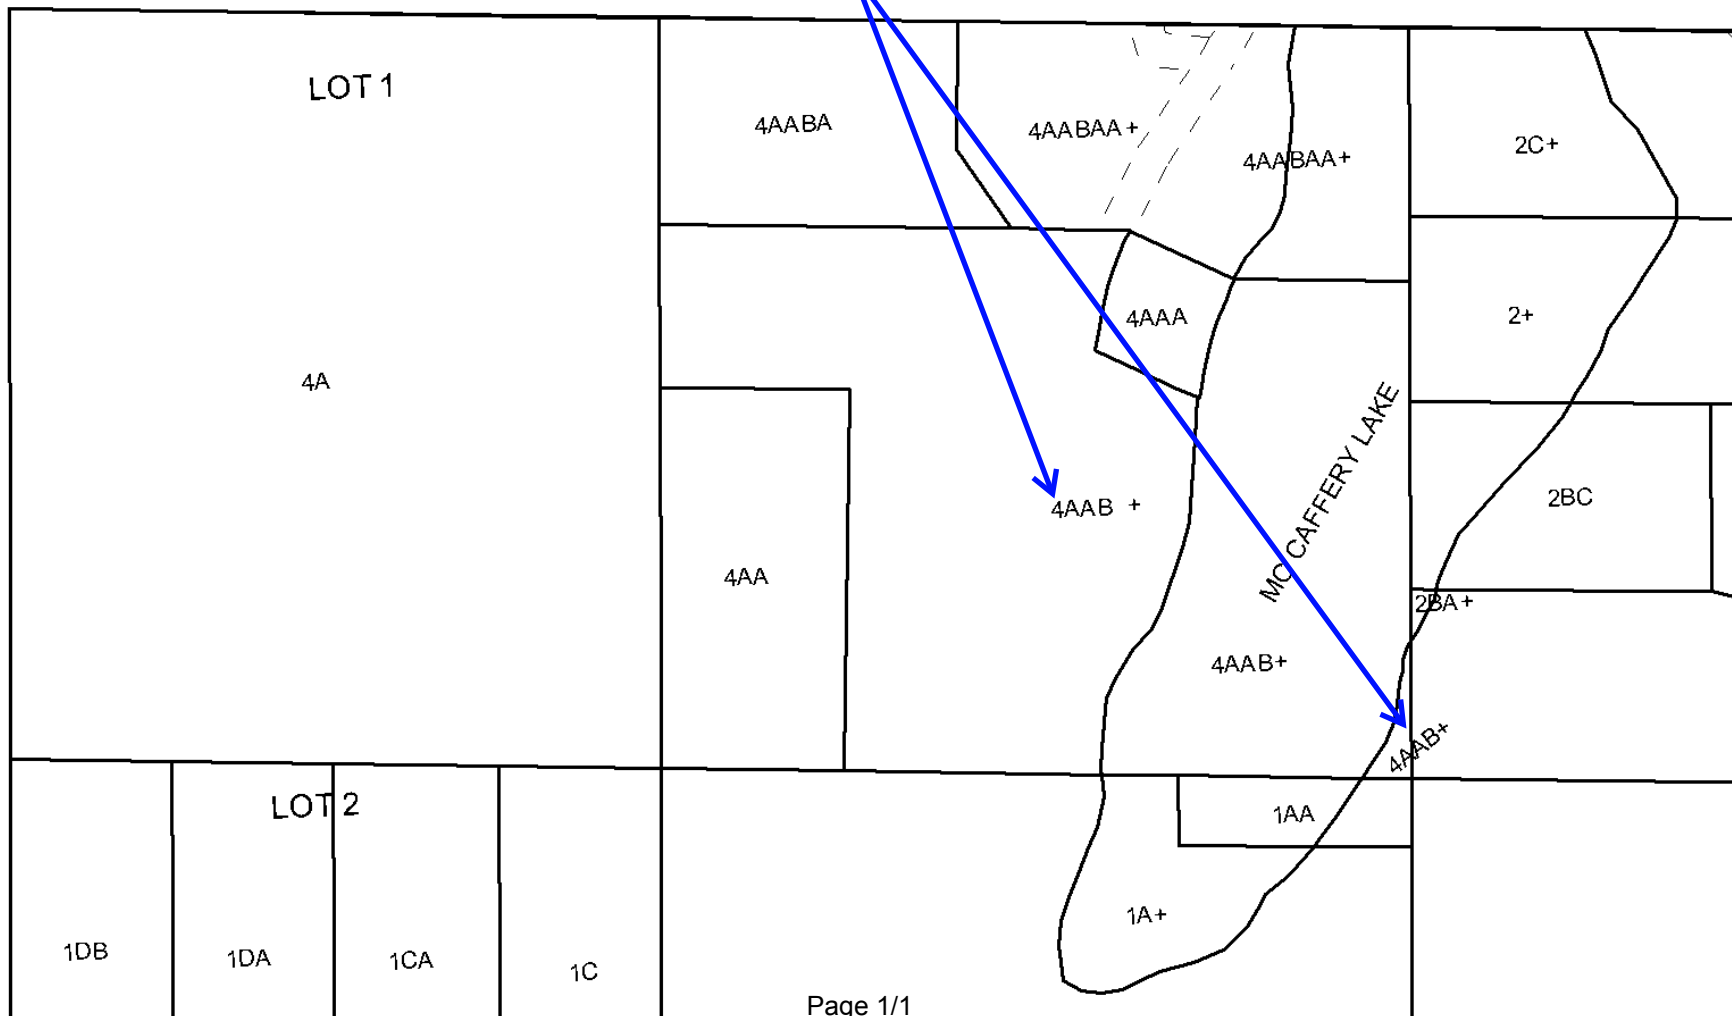 LOT 1
4AABA
4AABAA+
4AABAA+
2C+
4AAA
2+
4A
MC CAFFERY LAKE
4AAB +
2BC
4AA
2BA+
4AAB+
4AAB+
LOT 2
1AA
1A+
1DB
1DA
1CA
1C
Page 1/1